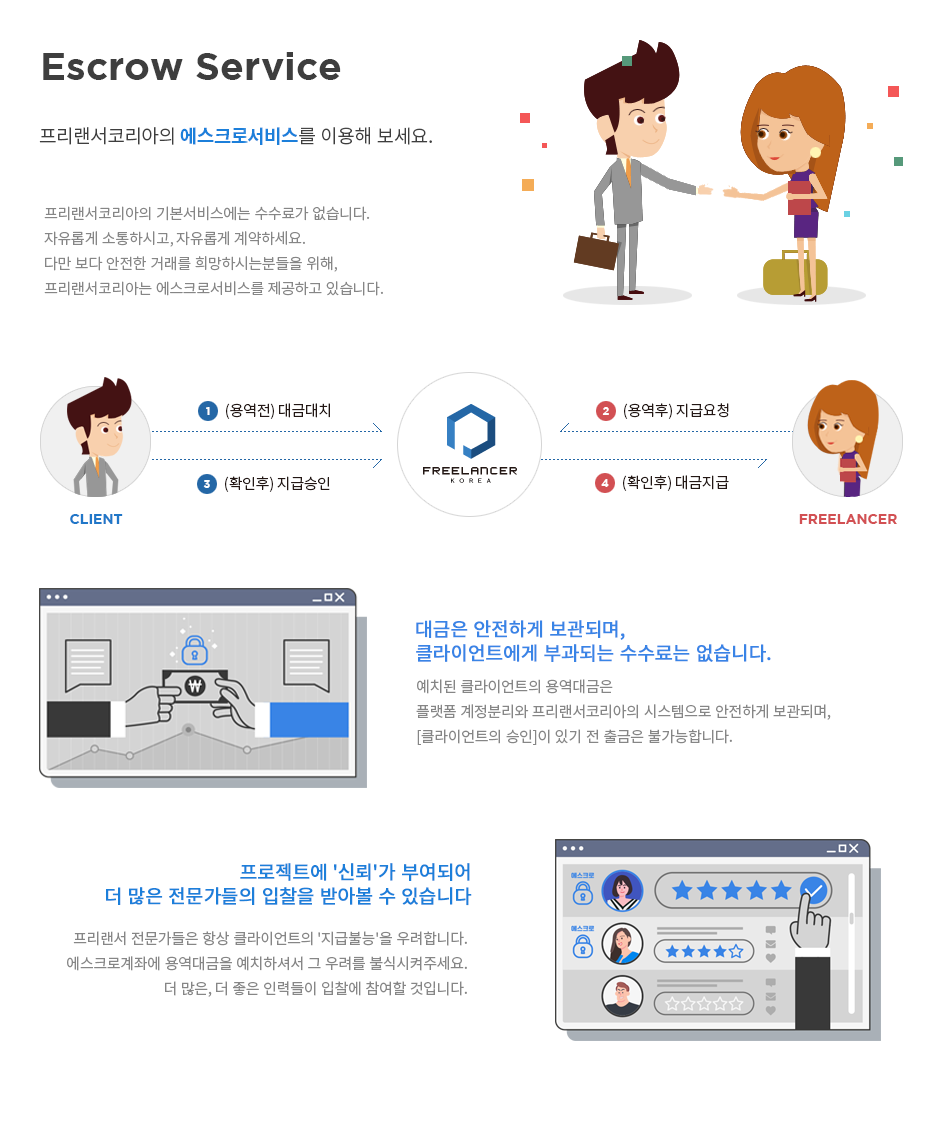 Escrow Service
프리랜서코리아의 에스크로서비스를 이용해 보세요.
프리랜서코리아의 기본서비스에는 수수료가 없습니다.
자유롭게 소통하시고, 자유롭게 계약하세요.
다만 보다 안전한 거래를 희망하시는분들을 위해,
프리랜서코리아는 에스크로서비스를 제공하고 있습니다.
1 (용역전) 대금대치
2 (용역후) 지급요청
FREELANCER
KOREA
3 (확인후) 지급승인
4 (확인후) 대금지급
CLIENT
FREELANCER
₩
대금은 안전하게 보관되며,
클라이언트에게 부과되는 수수료는 없습니다.
예치된 클라이언트의 용역대금은
플랫폼 계정분리와 프리랜서코리아의 시스템으로 안전하게 보관되며,
[클라이언트의 승인]이 있기 전 출금은 불가능합니다.
프로젝트에 '신뢰'가 부여되어
더 많은 전문가들의 입찰을 받아볼 수 있습니다
프리랜서 전문가들은 항상 클라이언트의 '지급불능'을 우려합니다.
에스크로계좌에 용역대금을 예치하셔서 그 우려를 불식시켜주세요.
더 많은, 더 좋은 인력들이 입찰에 참여할 것입니다.
에스크로
에스크로